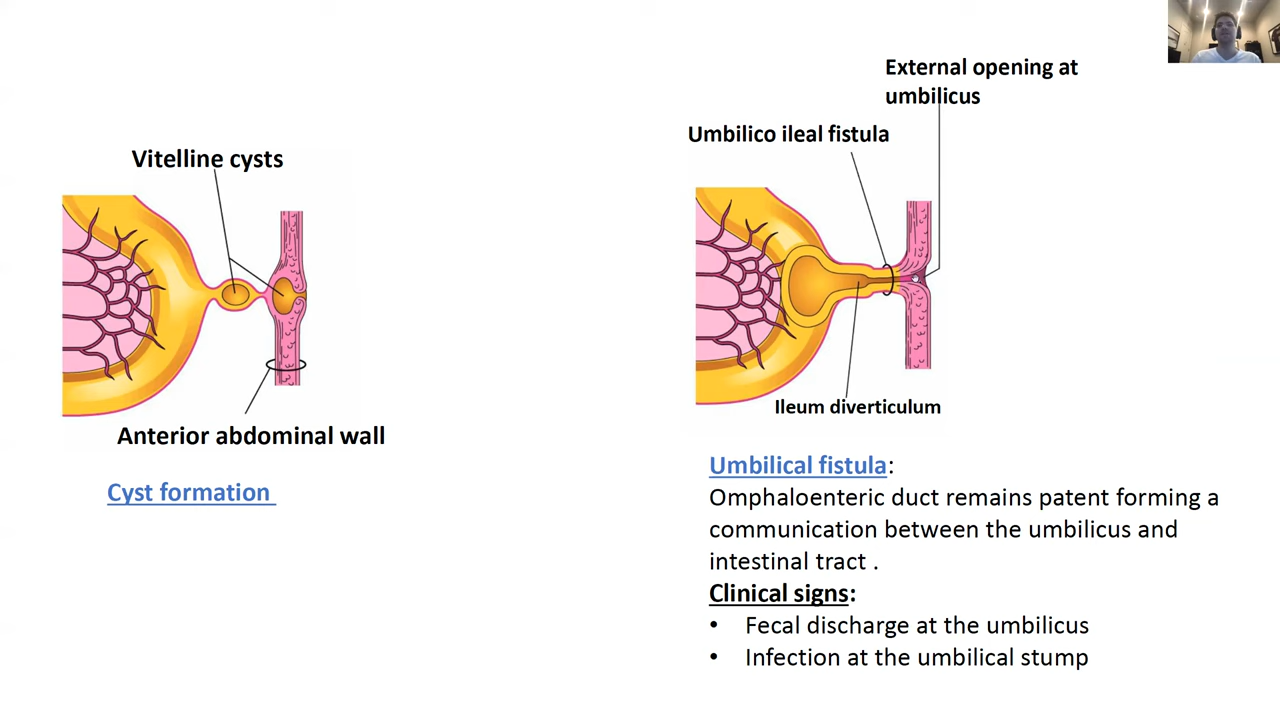 Vitelline cysts
Anterior abdominal wall
Cyst formation
External opening at
umbilicus
Umbilico ileal fistula
Ileum diverticulum
Umbilical fistula:
Omphaloenteric duct remains patent forming a
communication between the umbilicus and
intestinal tract .
Clinical signs:
• Fecal discharge at the umbilicus
• Infection at the umbilical stump